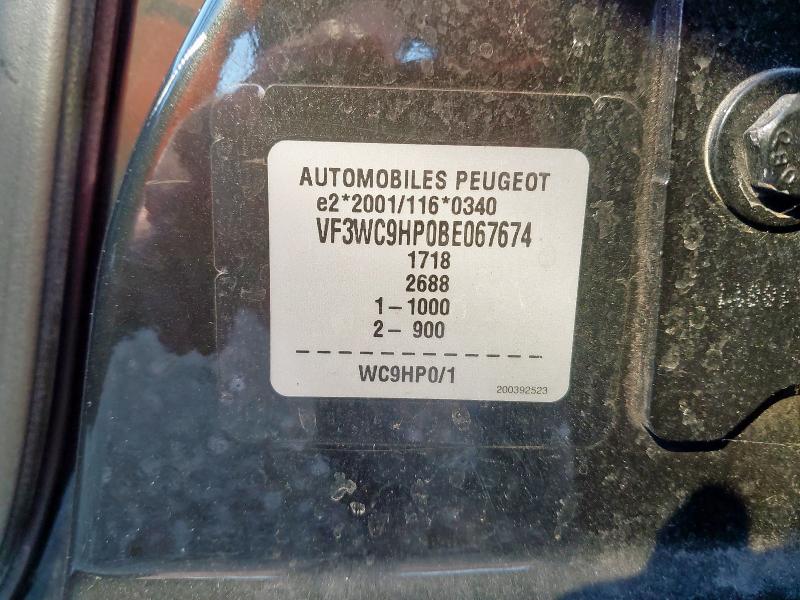 AUTOMOBILES PEUGEOT
e2*2001/116*0340
VF3WC9HP0BE067674
1718
2688
1-1000
2-900
WC9HP0/1
200392523